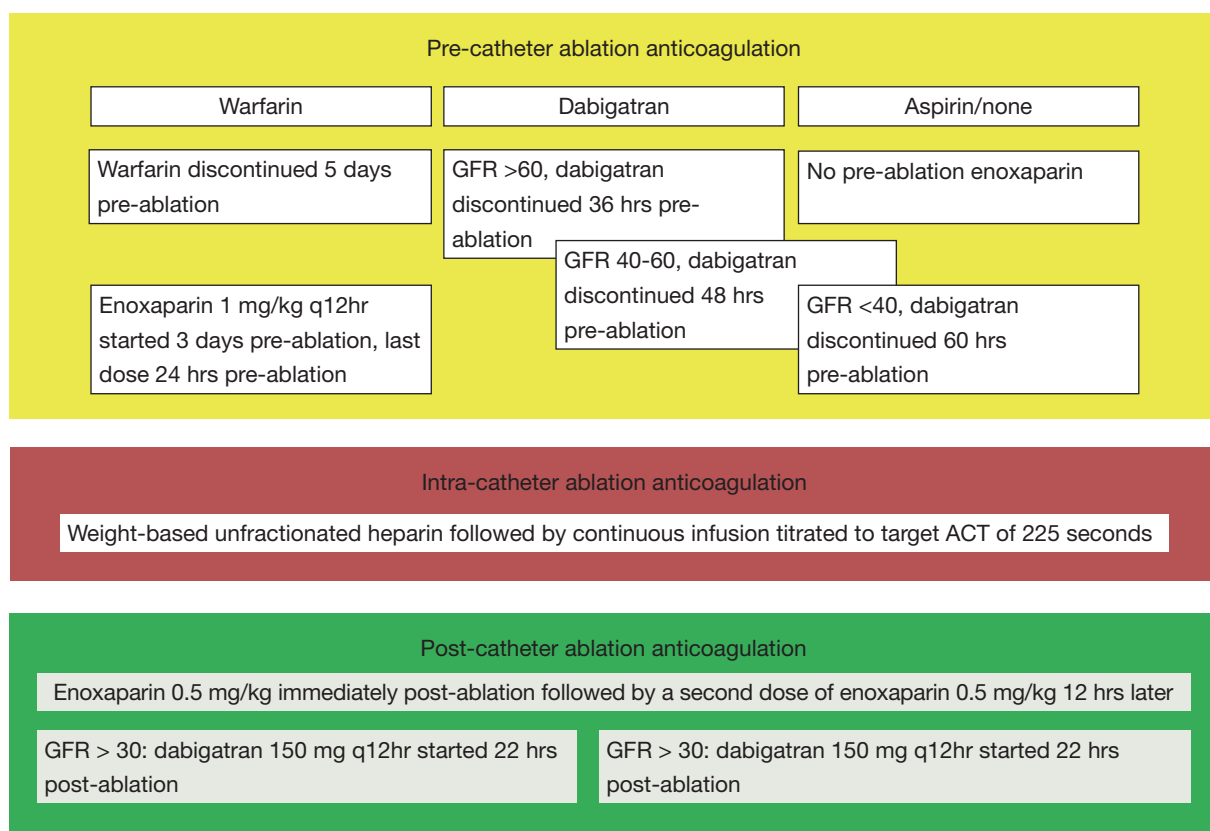 Pre-catheter ablation anticoagulation
Warfarin
Dabigatran
Aspirin/none
Warfarin discontinued 5 days
pre-ablation
GFR >60, dabigatran
discontinued 36 hrs pre-
ablation
No pre-ablation enoxaparin
GFR 40-60, dabigatran
discontinued 48 hrs
pre-ablation
Enoxaparin 1 mg/kg q12hr
started 3 days pre-ablation, last
dose 24 hrs pre-ablation
GFR <40, dabigatran
discontinued 60 hrs
pre-ablation
Intra-catheter ablation anticoagulation
Weight-based unfractionated heparin followed by continuous infusion titrated to target ACT of 225 seconds
Post-catheter ablation anticoagulation
Enoxaparin 0.5 mg/kg immediately post-ablation followed by a second dose of enoxaparin 0.5 mg/kg 12 hrs later
GFR > 30: dabigatran 150 mg q12hr started 22 hrs
post-ablation
GFR > 30: dabigatran 150 mg q12hr started 22 hrs
post-ablation